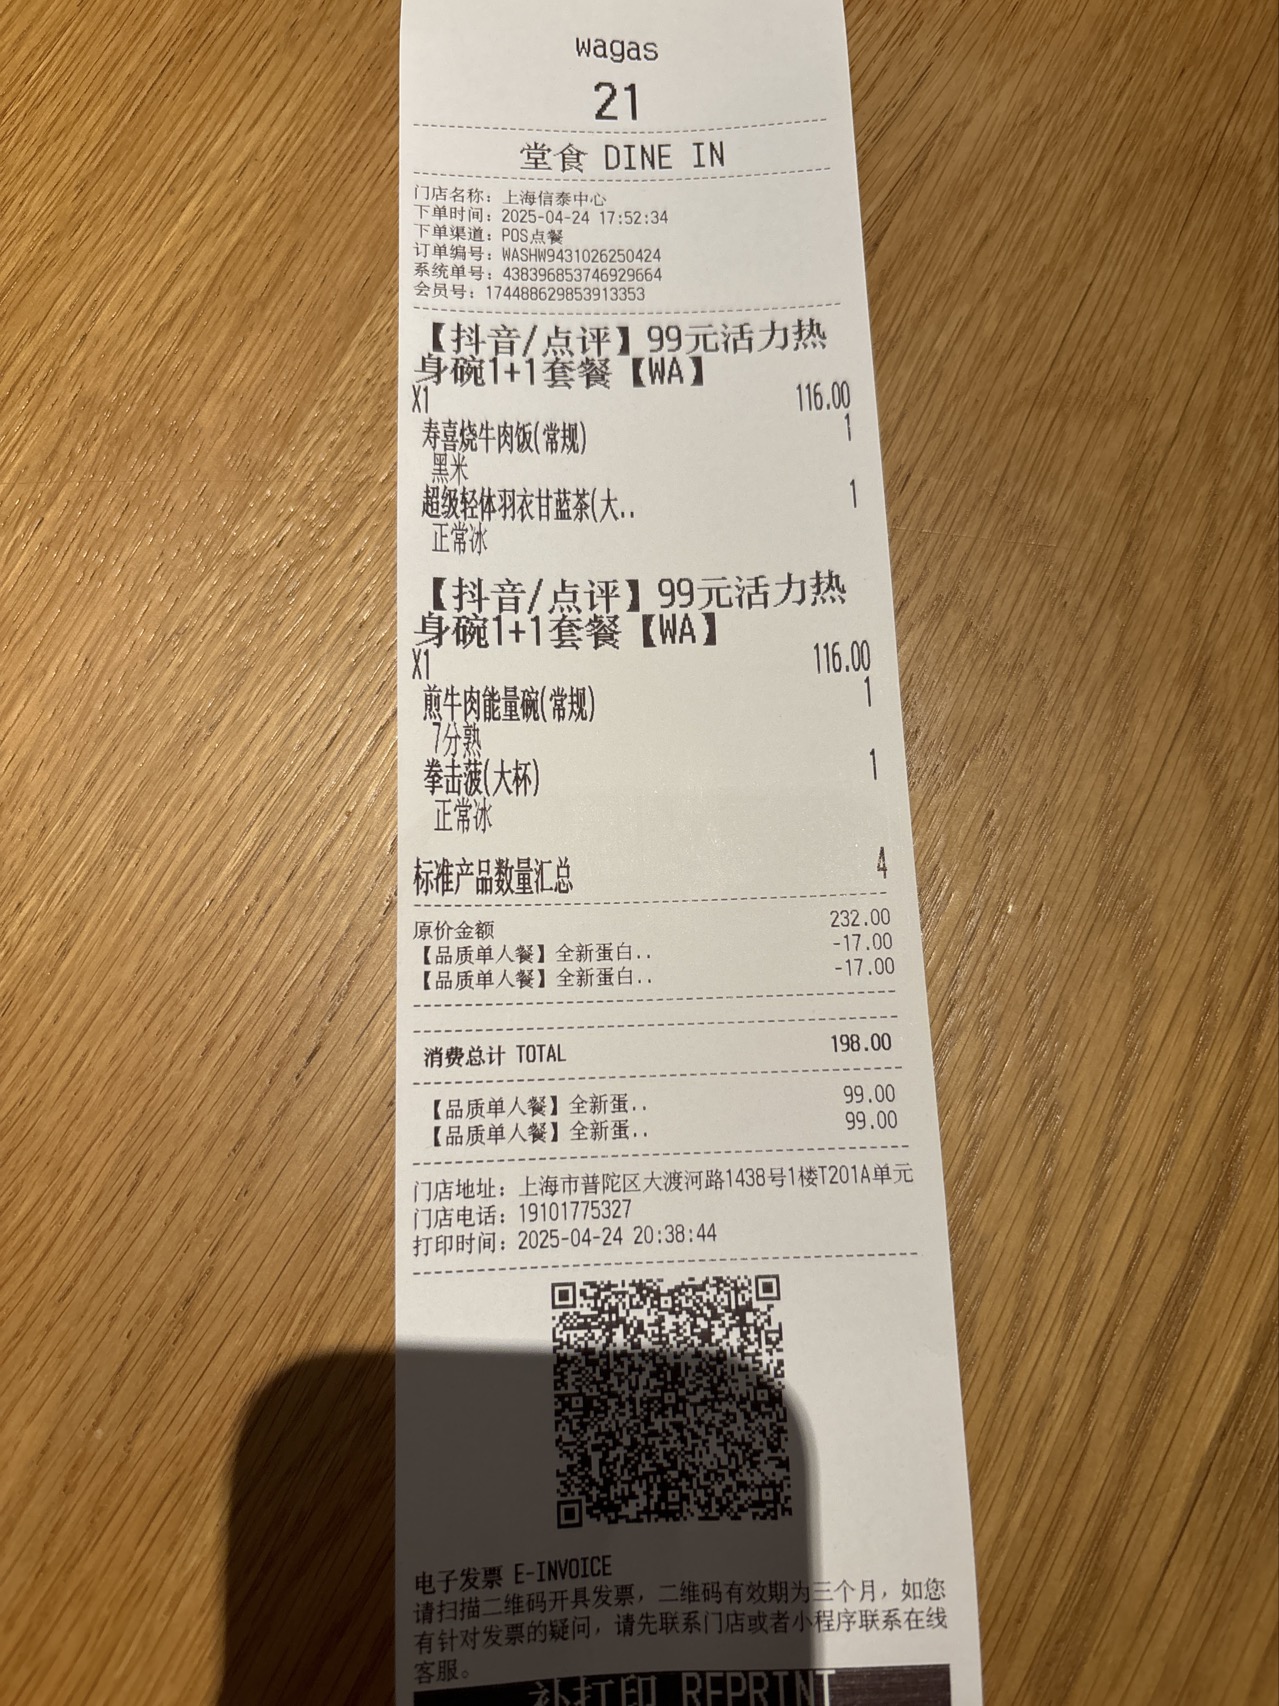 wagas
21
堂食 DINE IN
门店名称：上海信泰中心
下单时间：2025-04-24 17:52:34
下单渠道：POS点餐
订单编号：WASHW9431026250424
系统单号：438396853746929664
会员号：1744886298539133​53
【抖音/点评】99元活力热
身碗1+1套餐【WA】
X1 116.00
寿喜烧牛肉饭(常规) 1
黑米
超级轻体羽衣甘蓝茶(大.. 1
正常冰
【抖音/点评】99元活力热
身碗1+1套餐【WA】
X1 116.00
煎牛肉能量碗(常规) 1
7分熟
拳击菠(大杯) 1
正常冰
标准产品数量汇总 4
原价金额 232.00
【品质单人餐】全新蛋白.. -17.00
【品质单人餐】全新蛋白.. -17.00
消费总计 TOTAL 198.00
【品质单人餐】全新蛋.. 99.00
【品质单人餐】全新蛋.. 99.00
门店地址：上海市普陀区大渡河路1438号1楼T201A单元
门店电话：19101775327
打印时间：2025-04-24 20:38:44
电子发票 E-INVOICE
请扫描二维码开具发票，二维码有效期为三个月，如您
有针对发票的疑问，请先联系门店或者小程序联系在线
客服。
补打印 REPRINT